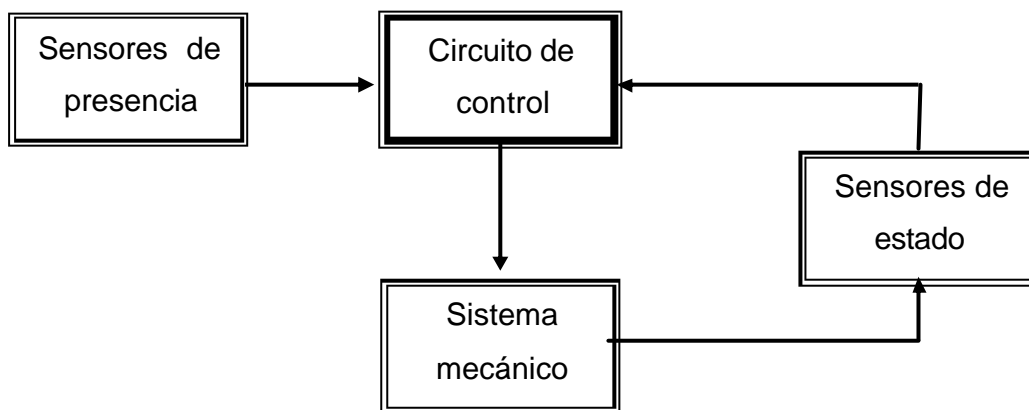 Sensores de
presencia
Circuito de
control
Sensores de
estado
Sistema
mecánico